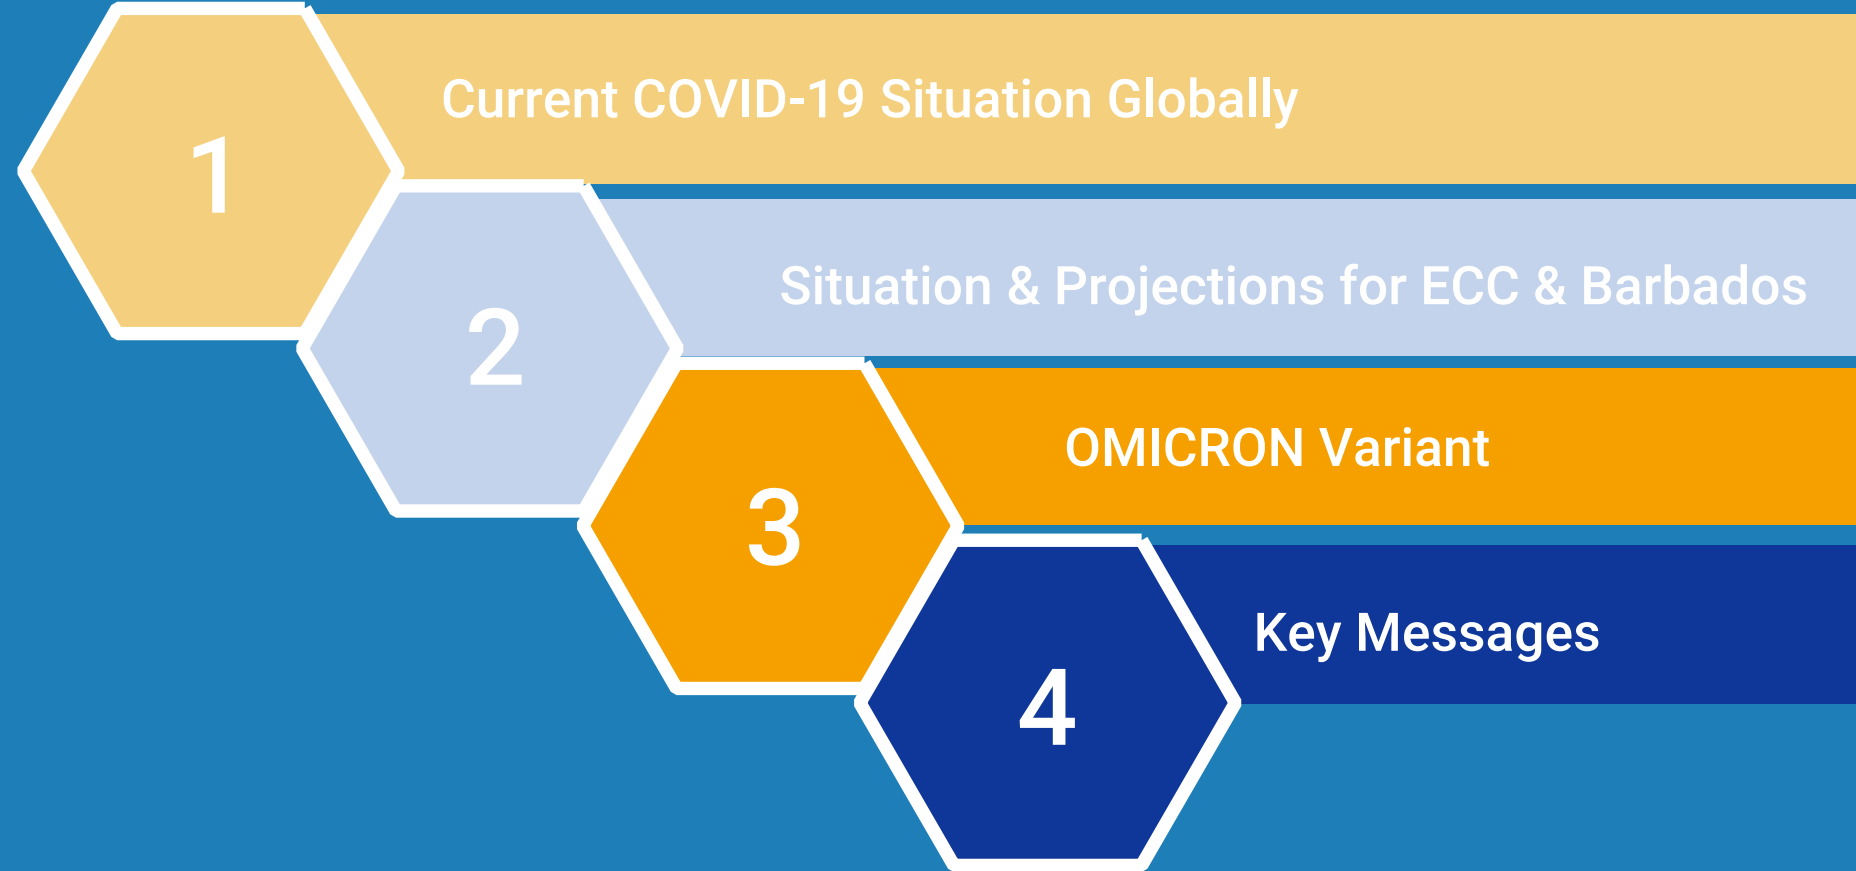 1
Current COVID-19 Situation Globally
2
Situation & Projections for ECC & Barbados
3
OMICRON Variant
4
Key Messages